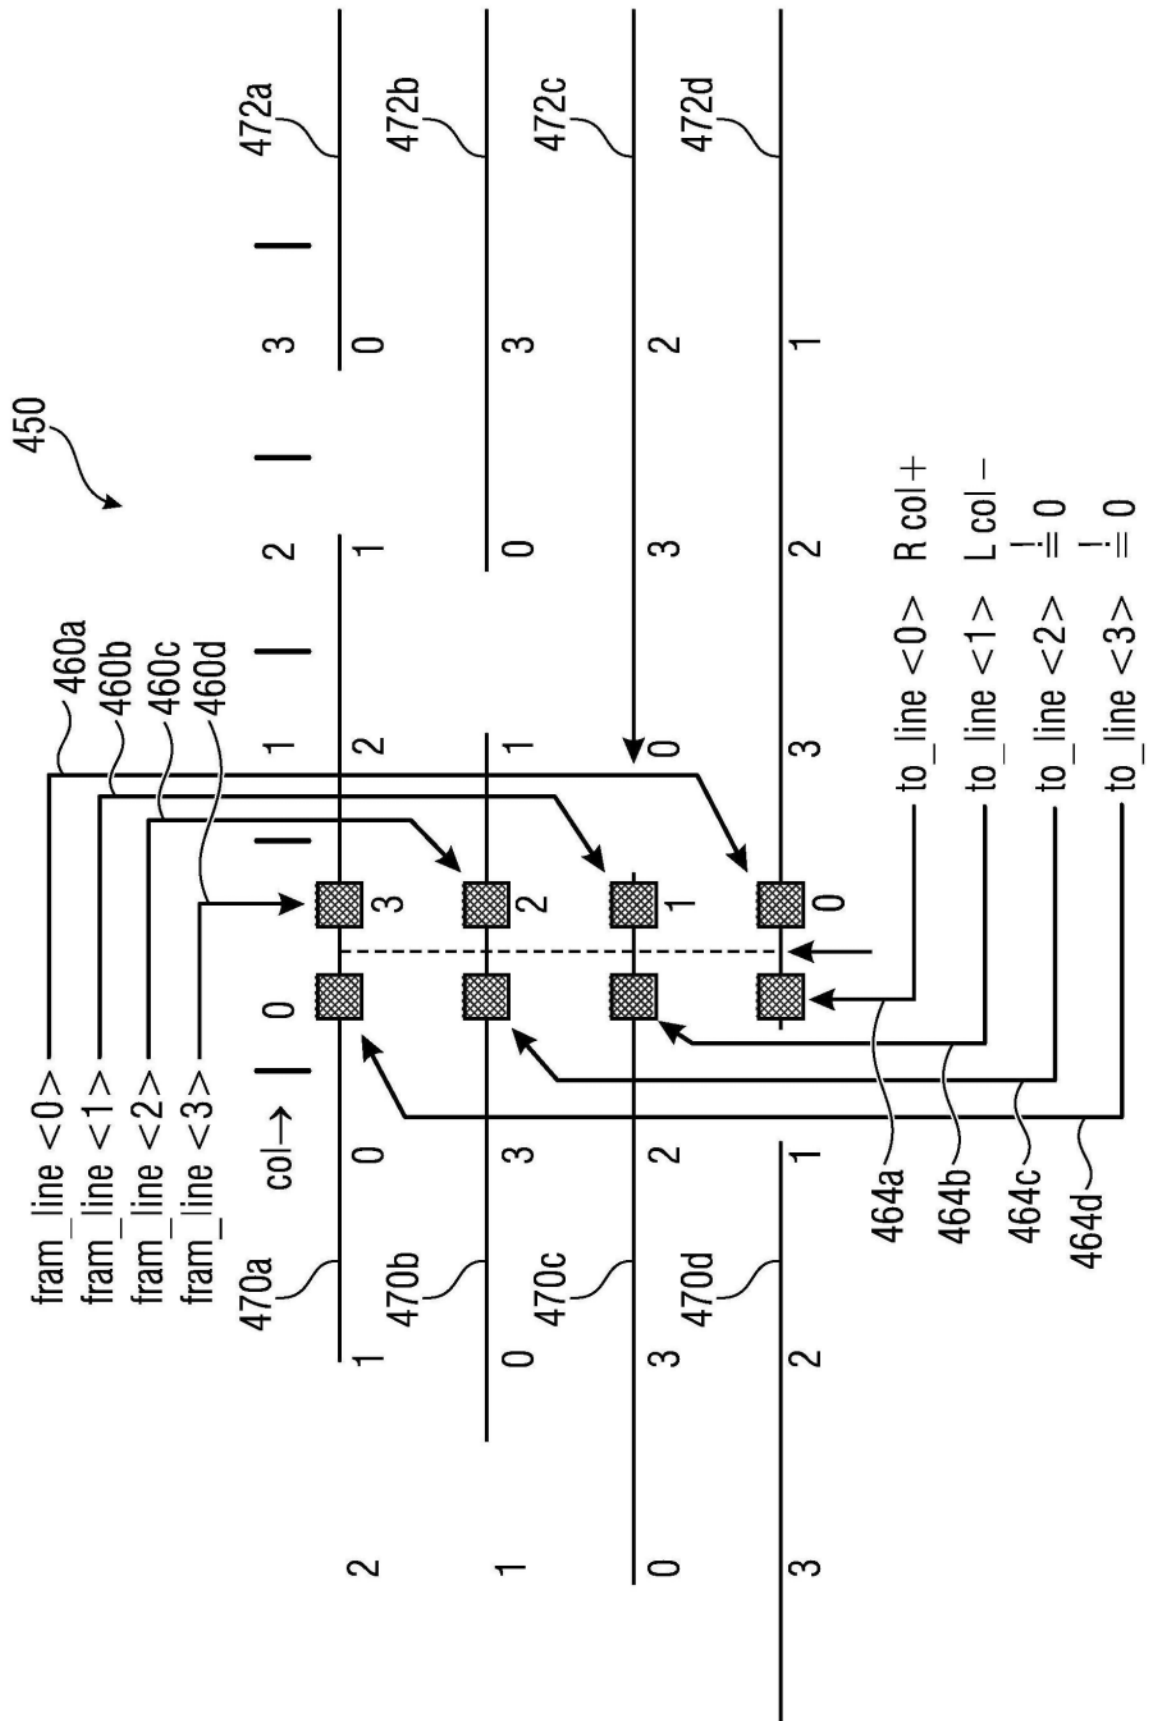 450
fram_line <0> 460a
fram_line <1> 460b
fram_line <2> 460c
fram_line <3> 460d
470a 472a
col→ 0 1 2 3
2 1 0 3 2 1 0
470b 472b
1 0 3 2 1 0 3
470c 472c
0 3 2 1 0 3 2
470d 472d
3 2 1 0 3 2 1
464a to_line <0> R col+
464b to_line <1> L col−
464c to_line <2> != 0
464d to_line <3> != 0